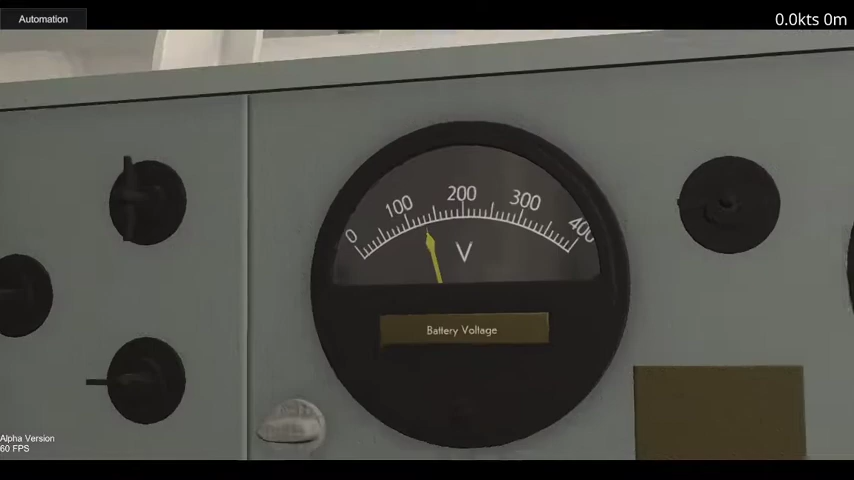 Automation
0.0kts 0m
0 100 200 300 400
V
Battery Voltage
Alpha Version
60 FPS